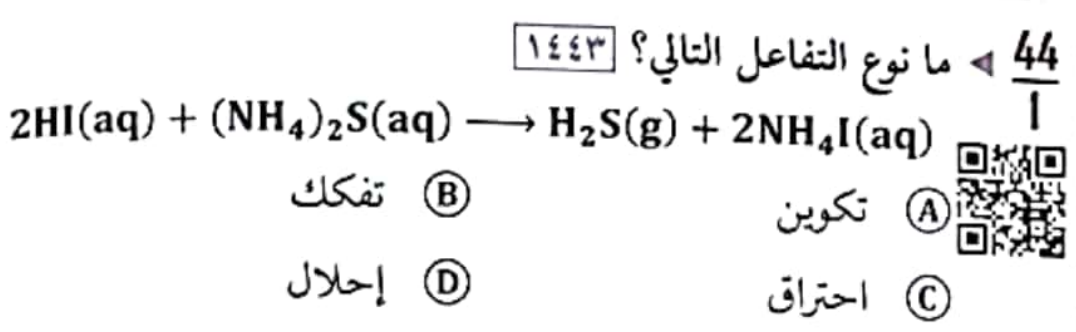 44 ◀ ما نوع التفاعل التالي؟ ١٤٤٣
1
2HI(aq) + (NH₄)₂S(aq) ⟶ H₂S(g) + 2NH₄I(aq)
Ⓐ تكوين Ⓑ تفكك
Ⓒ احتراق Ⓓ إحلال